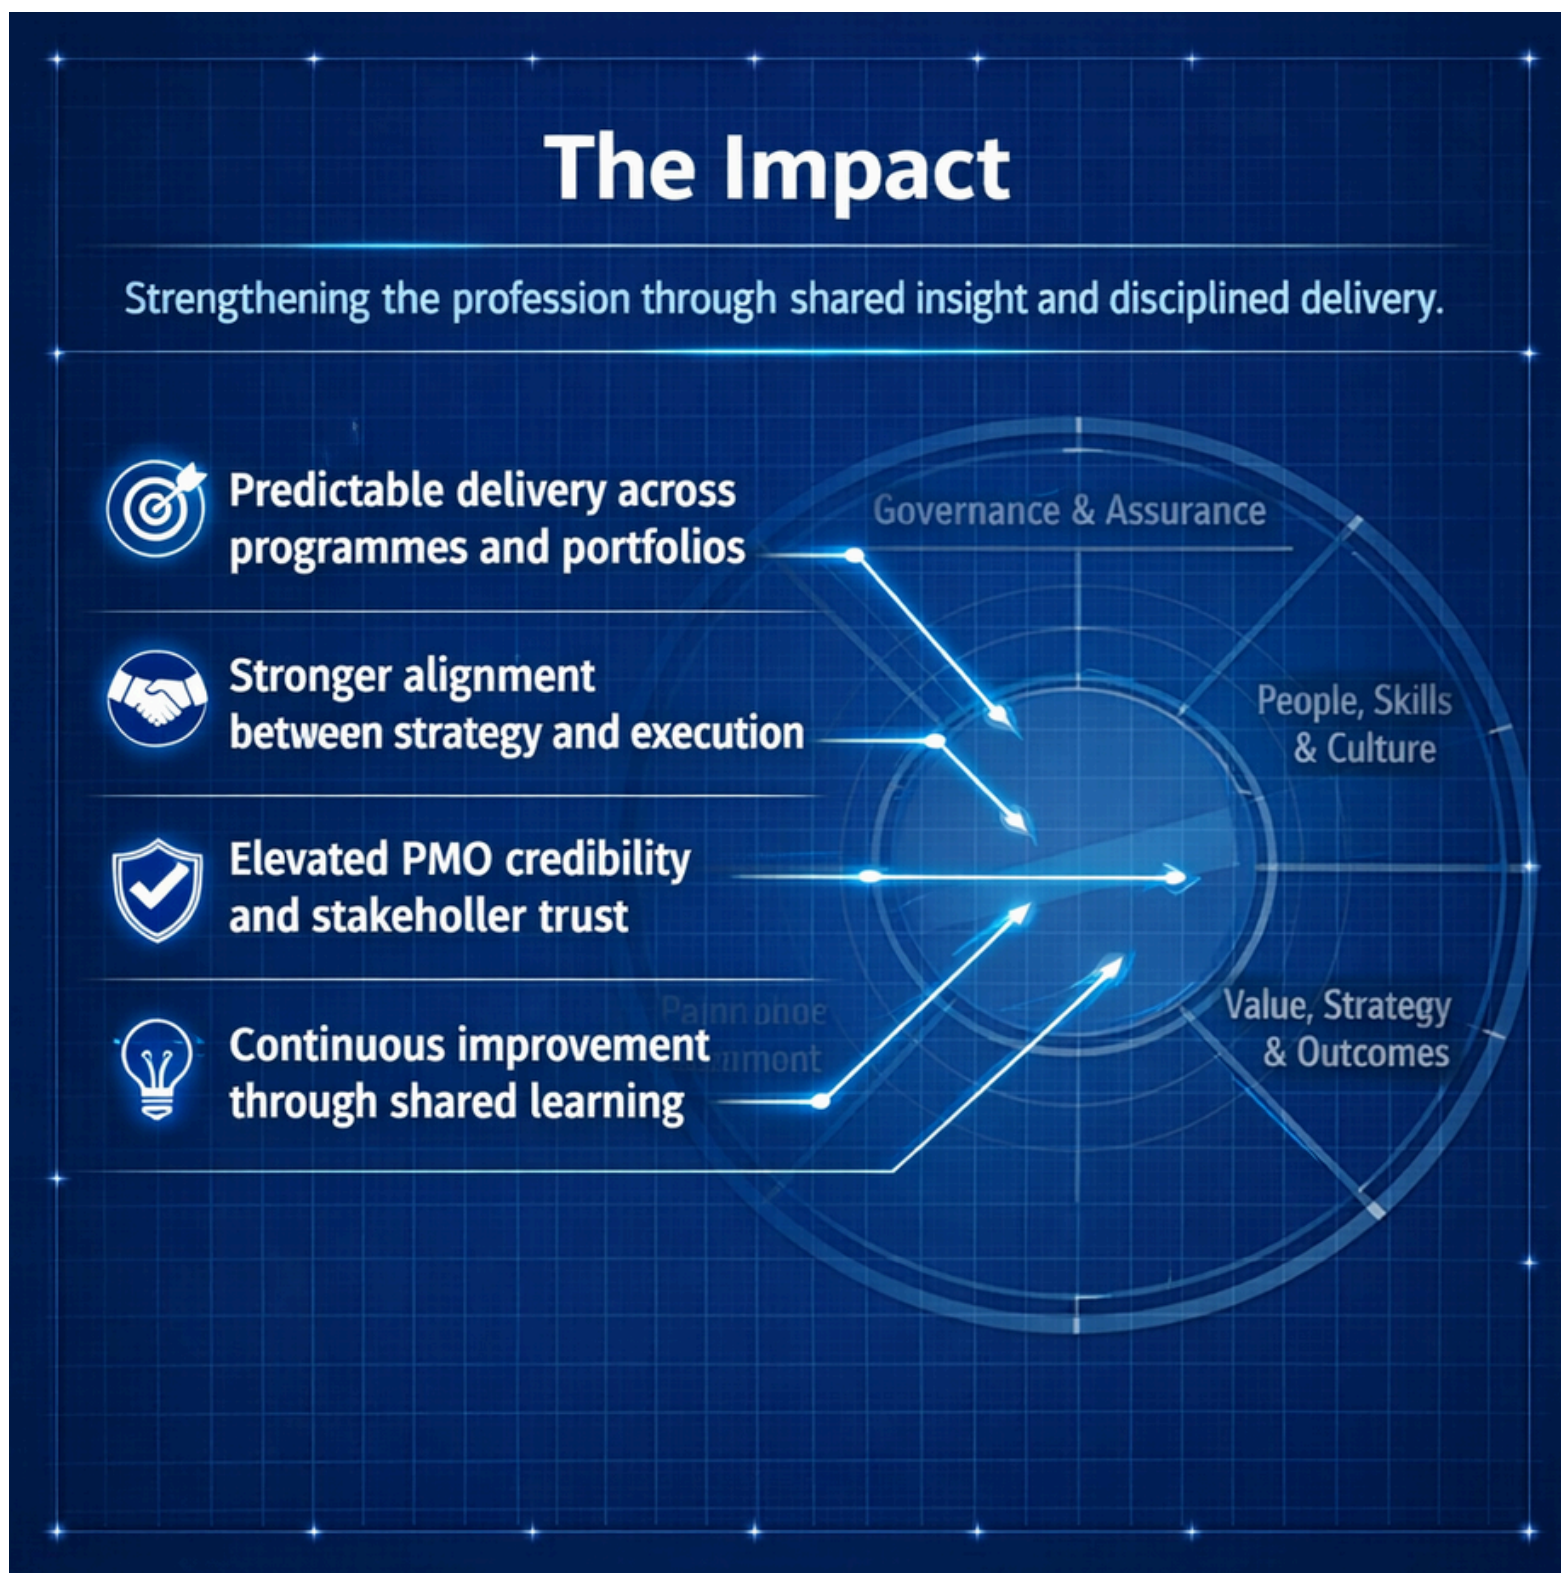 The Impact
Strengthening the profession through shared insight and disciplined delivery.
Predictable delivery across
programmes and portfolios
Stronger alignment
between strategy and execution
Elevated PMO credibility
and stakeholler trust
Continuous improvement
through shared learning
Governance & Assurance
People, Skills
& Culture
Value, Strategy
& Outcomes